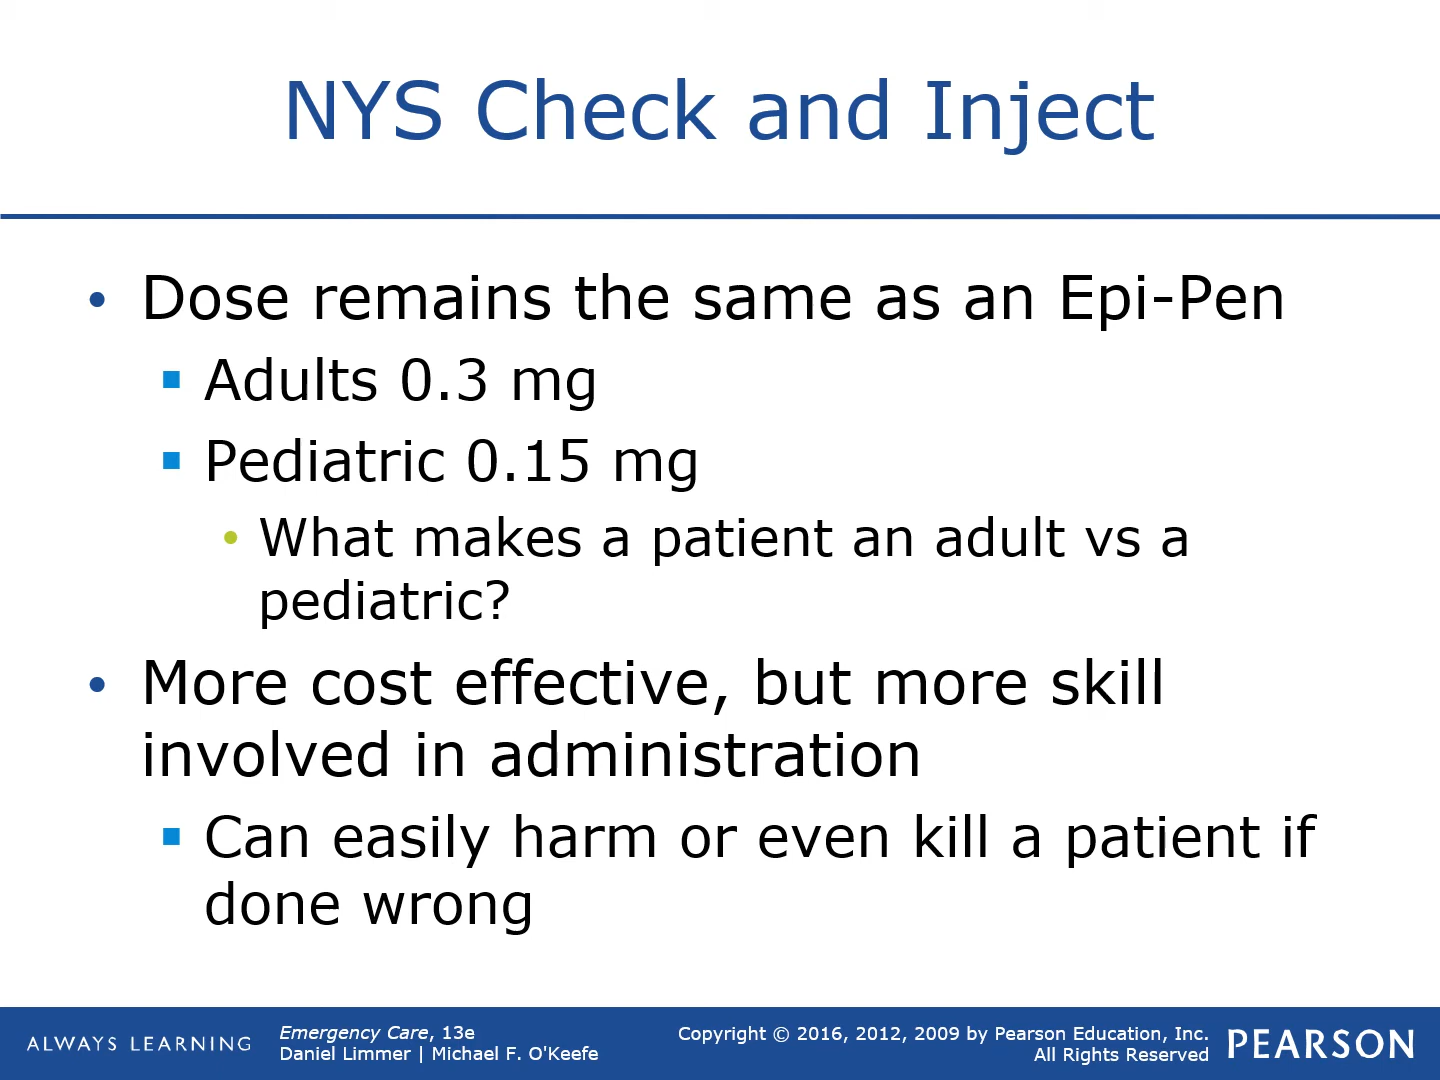 NYS Check and Inject
• Dose remains the same as an Epi-Pen
▪ Adults 0.3 mg
▪ Pediatric 0.15 mg
• What makes a patient an adult vs a
pediatric?
• More cost effective, but more skill
involved in administration
▪ Can easily harm or even kill a patient if
done wrong
ALWAYS LEARNING
Emergency Care, 13e
Daniel Limmer | Michael F. O'Keefe
Copyright © 2016, 2012, 2009 by Pearson Education, Inc.
All Rights Reserved
PEARSON